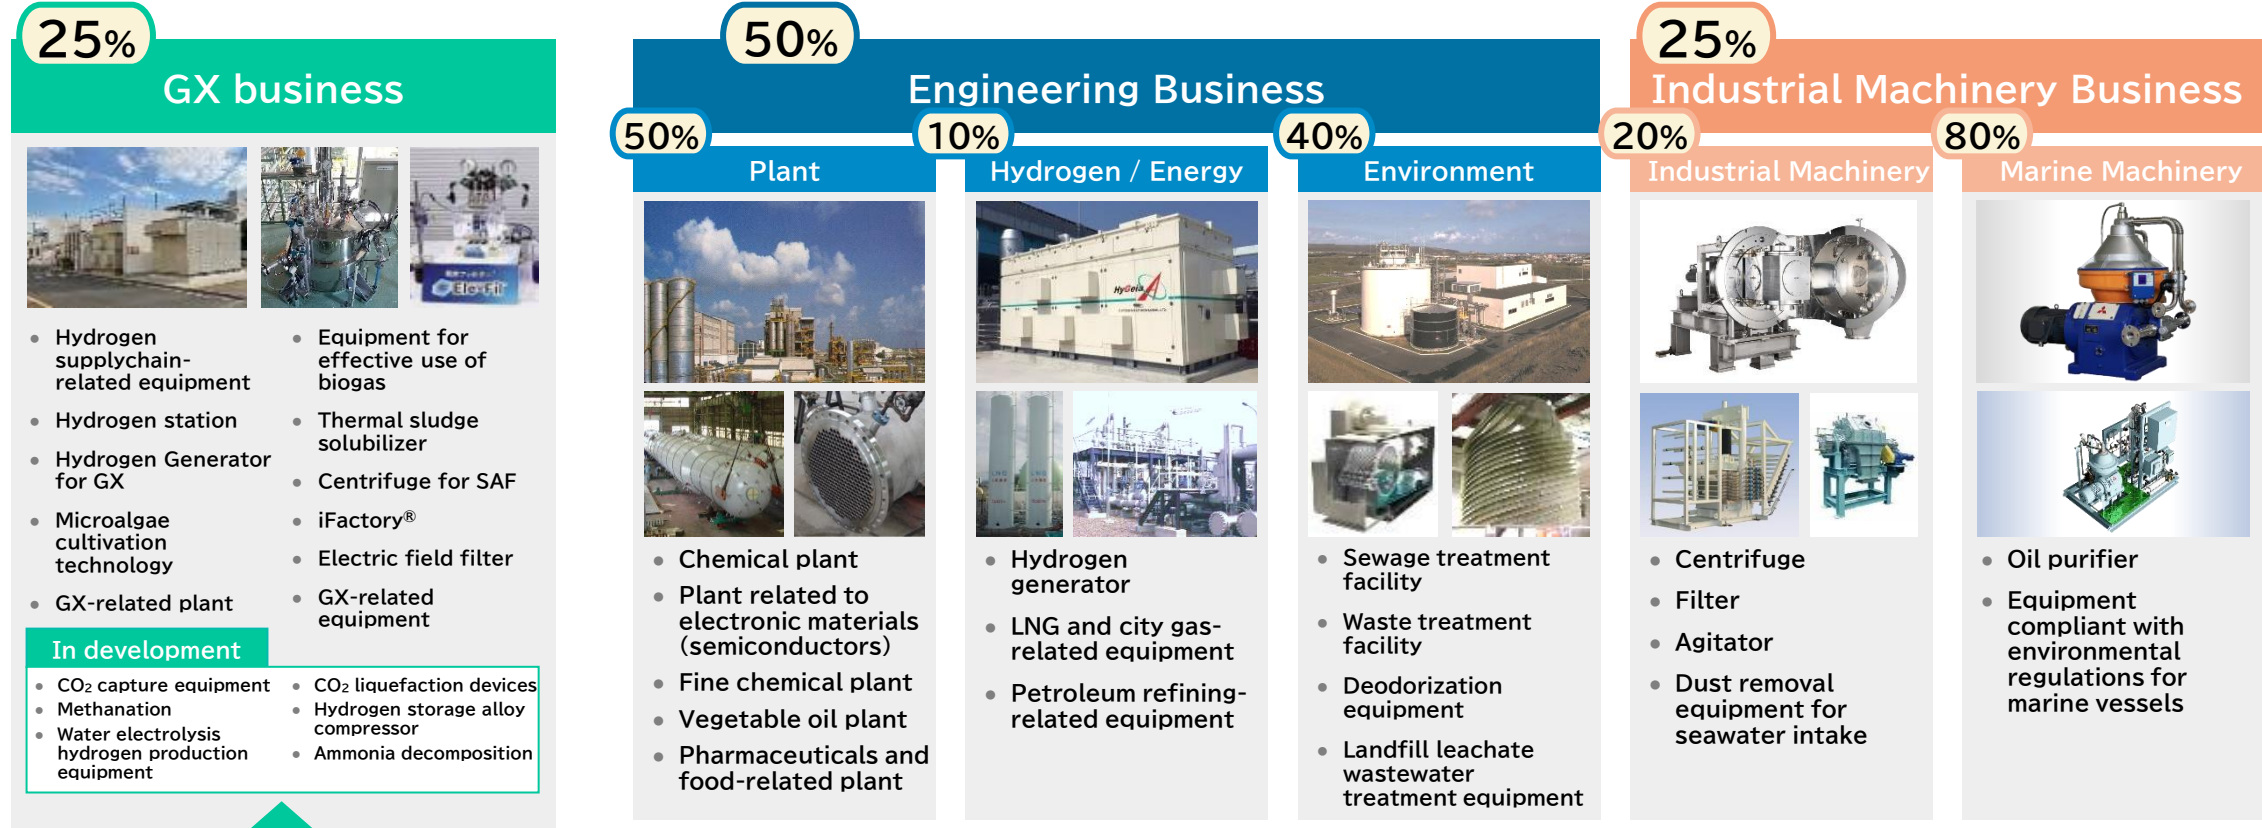 25%
GX business
Ele-Fil
Hydrogen
supplychain-
related equipment
Hydrogen station
Hydrogen Generator
for GX
Microalgae
cultivation
technology
GX-related plant
Equipment for
effective use of
biogas
Thermal sludge
solubilizer
Centrifuge for SAF
iFactory®
Electric field filter
GX-related
equipment
In development
CO₂ capture equipment
Methanation
Water electrolysis
hydrogen production
equipment
CO₂ liquefaction devices
Hydrogen storage alloy
compressor
Ammonia decomposition
50%
Engineering Business
50%
Plant
Chemical plant
Plant related to
electronic materials
(semiconductors)
Fine chemical plant
Vegetable oil plant
Pharmaceuticals and
food-related plant
10%
Hydrogen / Energy
HyGeia A
Hydrogen
generator
LNG and city gas-
related equipment
Petroleum refining-
related equipment
40%
Environment
Sewage treatment
facility
Waste treatment
facility
Deodorization
equipment
Landfill leachate
wastewater
treatment equipment
25%
Industrial Machinery Business
20%
Industrial Machinery
Centrifuge
Filter
Agitator
Dust removal
equipment for
seawater intake
80%
Marine Machinery
Oil purifier
Equipment
compliant with
environmental
regulations for
marine vessels